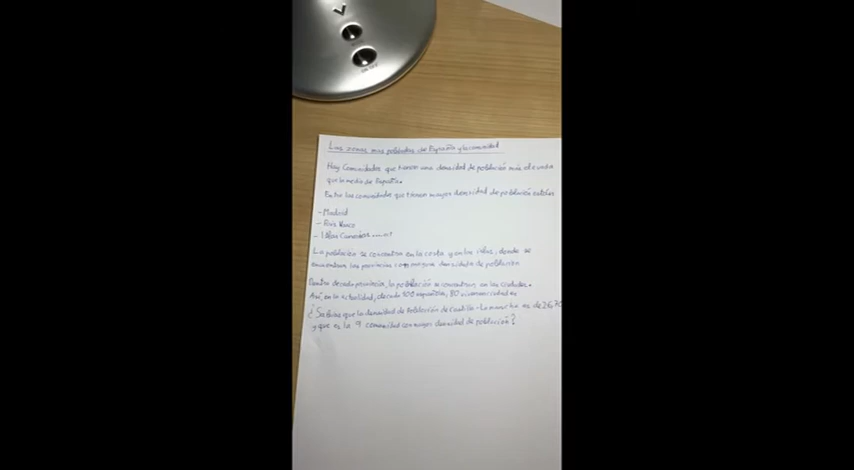 Las zonas mas pobladas de España y la comunidad
Hay Comunidades que tienen una densidad de población más elevada
que la media de España.
Entre las comunidades que tienen mayor densidad de población están
- Madrid
- País Vasco
- Islas Canarias
La población se concentra en la costa y en las islas, donde se
encuentran las provincias con mayor densidad de población
Dentro de cada provincia, la población se concentra en las ciudades.
Así, en la actualidad, de cada 100 españoles, 80 viven en ciudades
¿Sabías que la densidad de Población de Castilla-La mancha es de
y que es la 9 comunidad con mayor densidad de población?